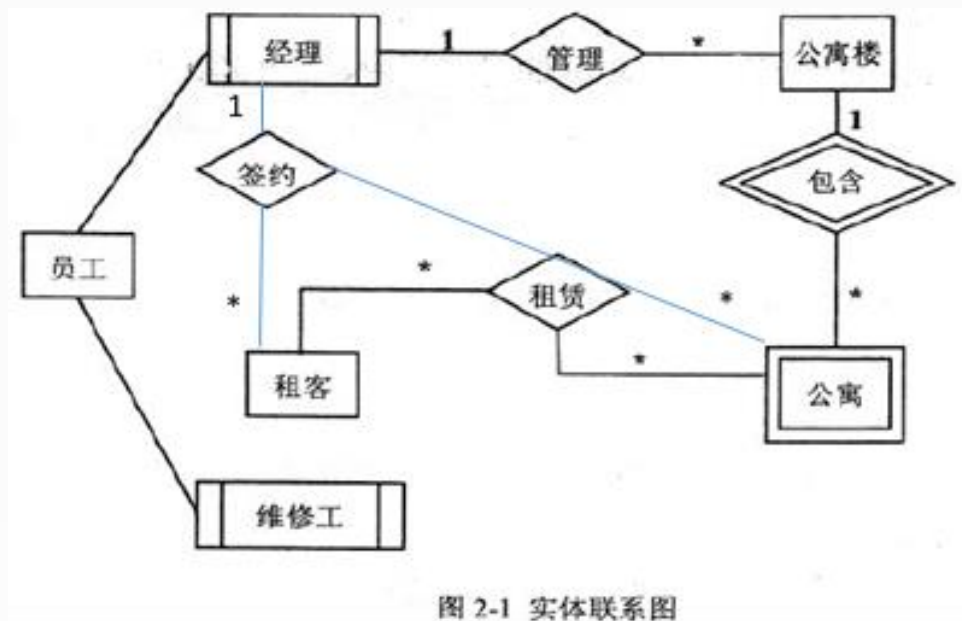 经理
1
管理
*
公寓楼
1
签约
1
包含
员工
*
租赁
*
*
*
*
租客
公寓
维修工
图 2-1 实体联系图